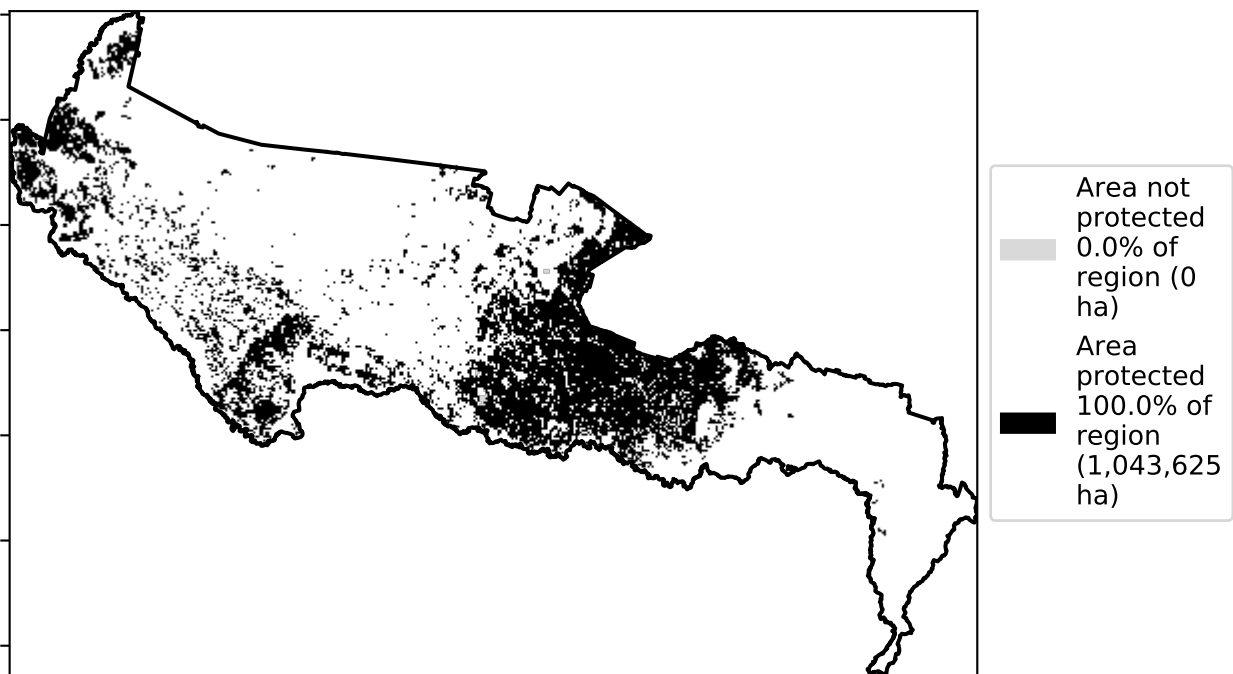 Area not
protected
0.0% of
region (0
ha)
Area
protected
100.0% of
region
(1,043,625
ha)